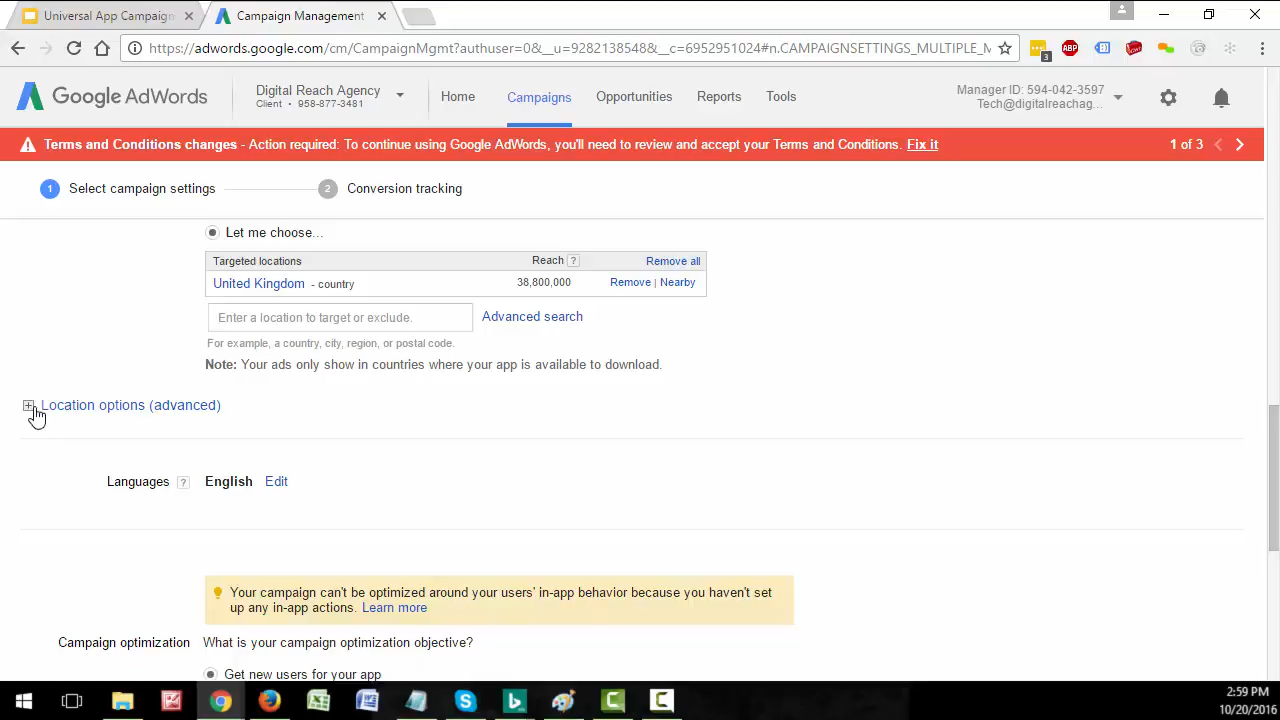 Universal App Campaign
Campaign Management
https://adwords.google.com/cm/CampaignMgmt?authuser=0&__u=9282138548&__c=6952951024#n.CAMPAIGNSETTINGS_MULTIPLE_M
3
ABP
Google AdWords
Digital Reach Agency
Client • 958-877-3481
Home
Campaigns
Opportunities
Reports
Tools
Manager ID: 594-042-3597
Tech@digitalreachag...
Terms and Conditions changes - Action required: To continue using Google AdWords, you'll need to review and accept your Terms and Conditions. Fix it
1 of 3
1 Select campaign settings
2 Conversion tracking
Let me choose...
Targeted locations Reach ? Remove all
United Kingdom - country 38,800,000 Remove | Nearby
Enter a location to target or exclude. Advanced search
For example, a country, city, region, or postal code.
Note: Your ads only show in countries where your app is available to download.
Location options (advanced)
Languages ? English Edit
Your campaign can't be optimized around your users' in-app behavior because you haven't set
up any in-app actions. Learn more
Campaign optimization What is your campaign optimization objective?
Get new users for your app
2:59 PM
10/20/2016